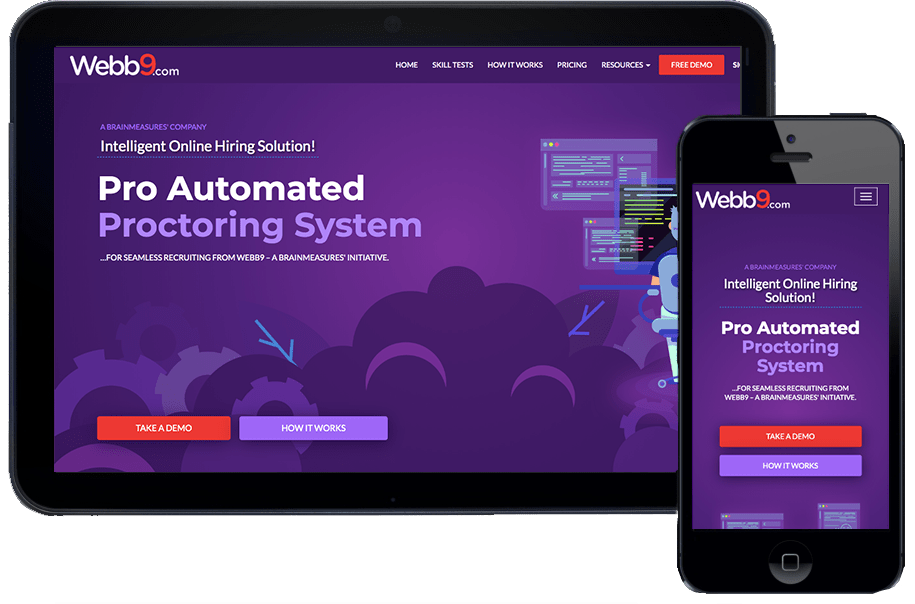 Webb9.com
HOME SKILL TESTS HOW IT WORKS PRICING RESOURCES FREE DEMO
A BRAINMEASURES' COMPANY
Intelligent Online Hiring Solution!
Pro Automated
Proctoring System
...FOR SEAMLESS RECRUITING FROM WEBB9 – A BRAINMEASURES' INITIATIVE.
TAKE A DEMO HOW IT WORKS
Webb9.com
A BRAINMEASURES' COMPANY
Intelligent Online Hiring
Solution!
Pro Automated
Proctoring
System
...FOR SEAMLESS RECRUITING FROM
WEBB9 – A BRAINMEASURES' INITIATIVE.
TAKE A DEMO
HOW IT WORKS